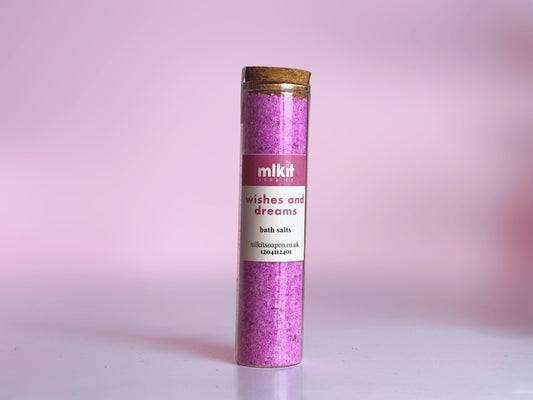 mlkit
SOAP CO
wishes and
dreams
bath salts
mlkitsoapco.co.uk
1204112401